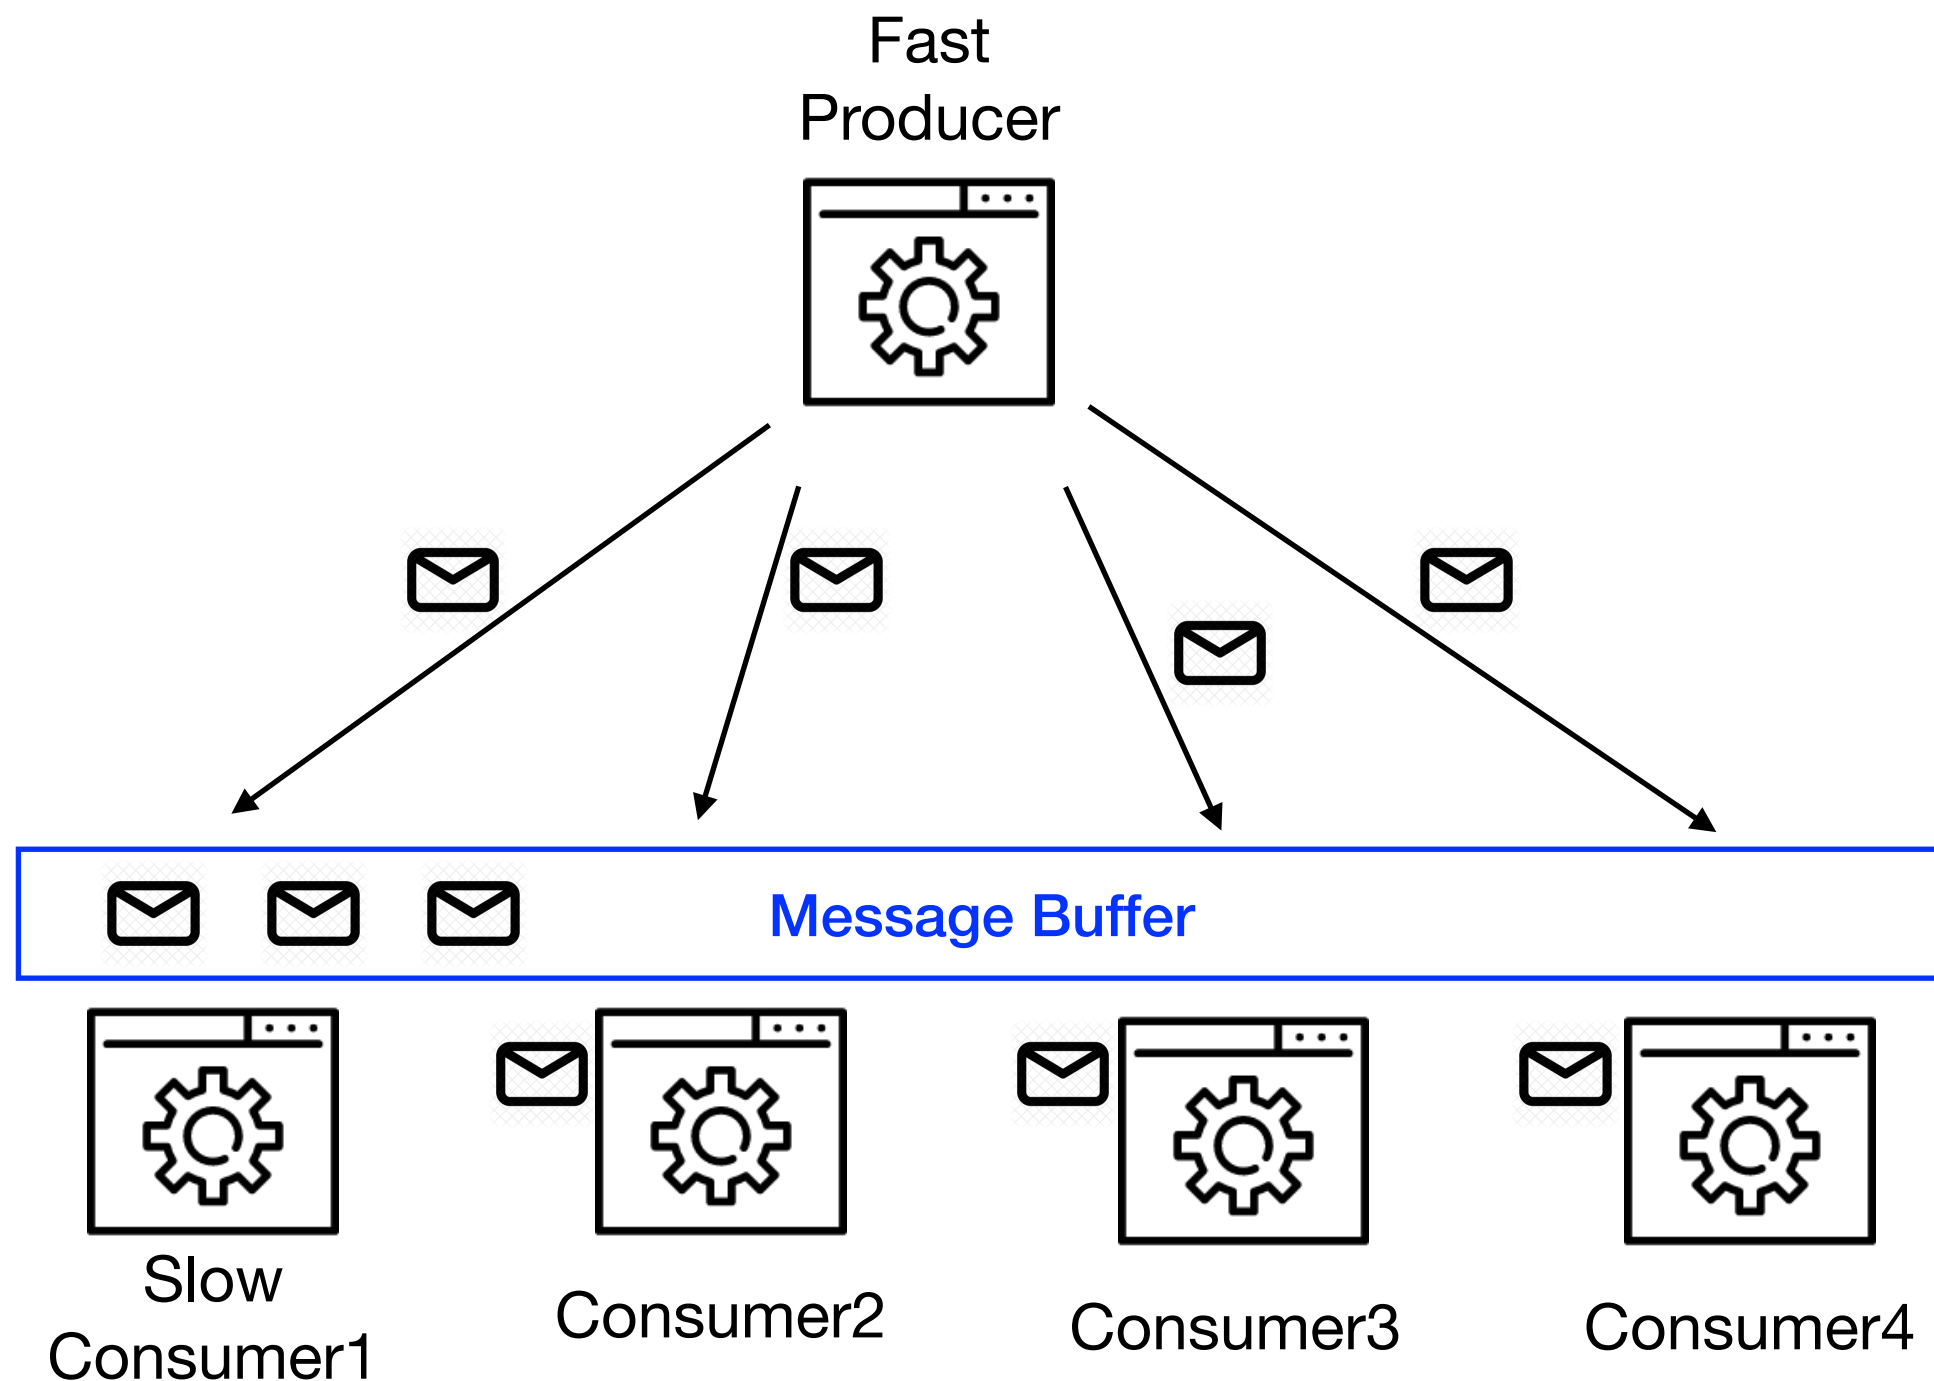 Fast
Producer
Message Buffer
Slow
Consumer1
Consumer2
Consumer3
Consumer4